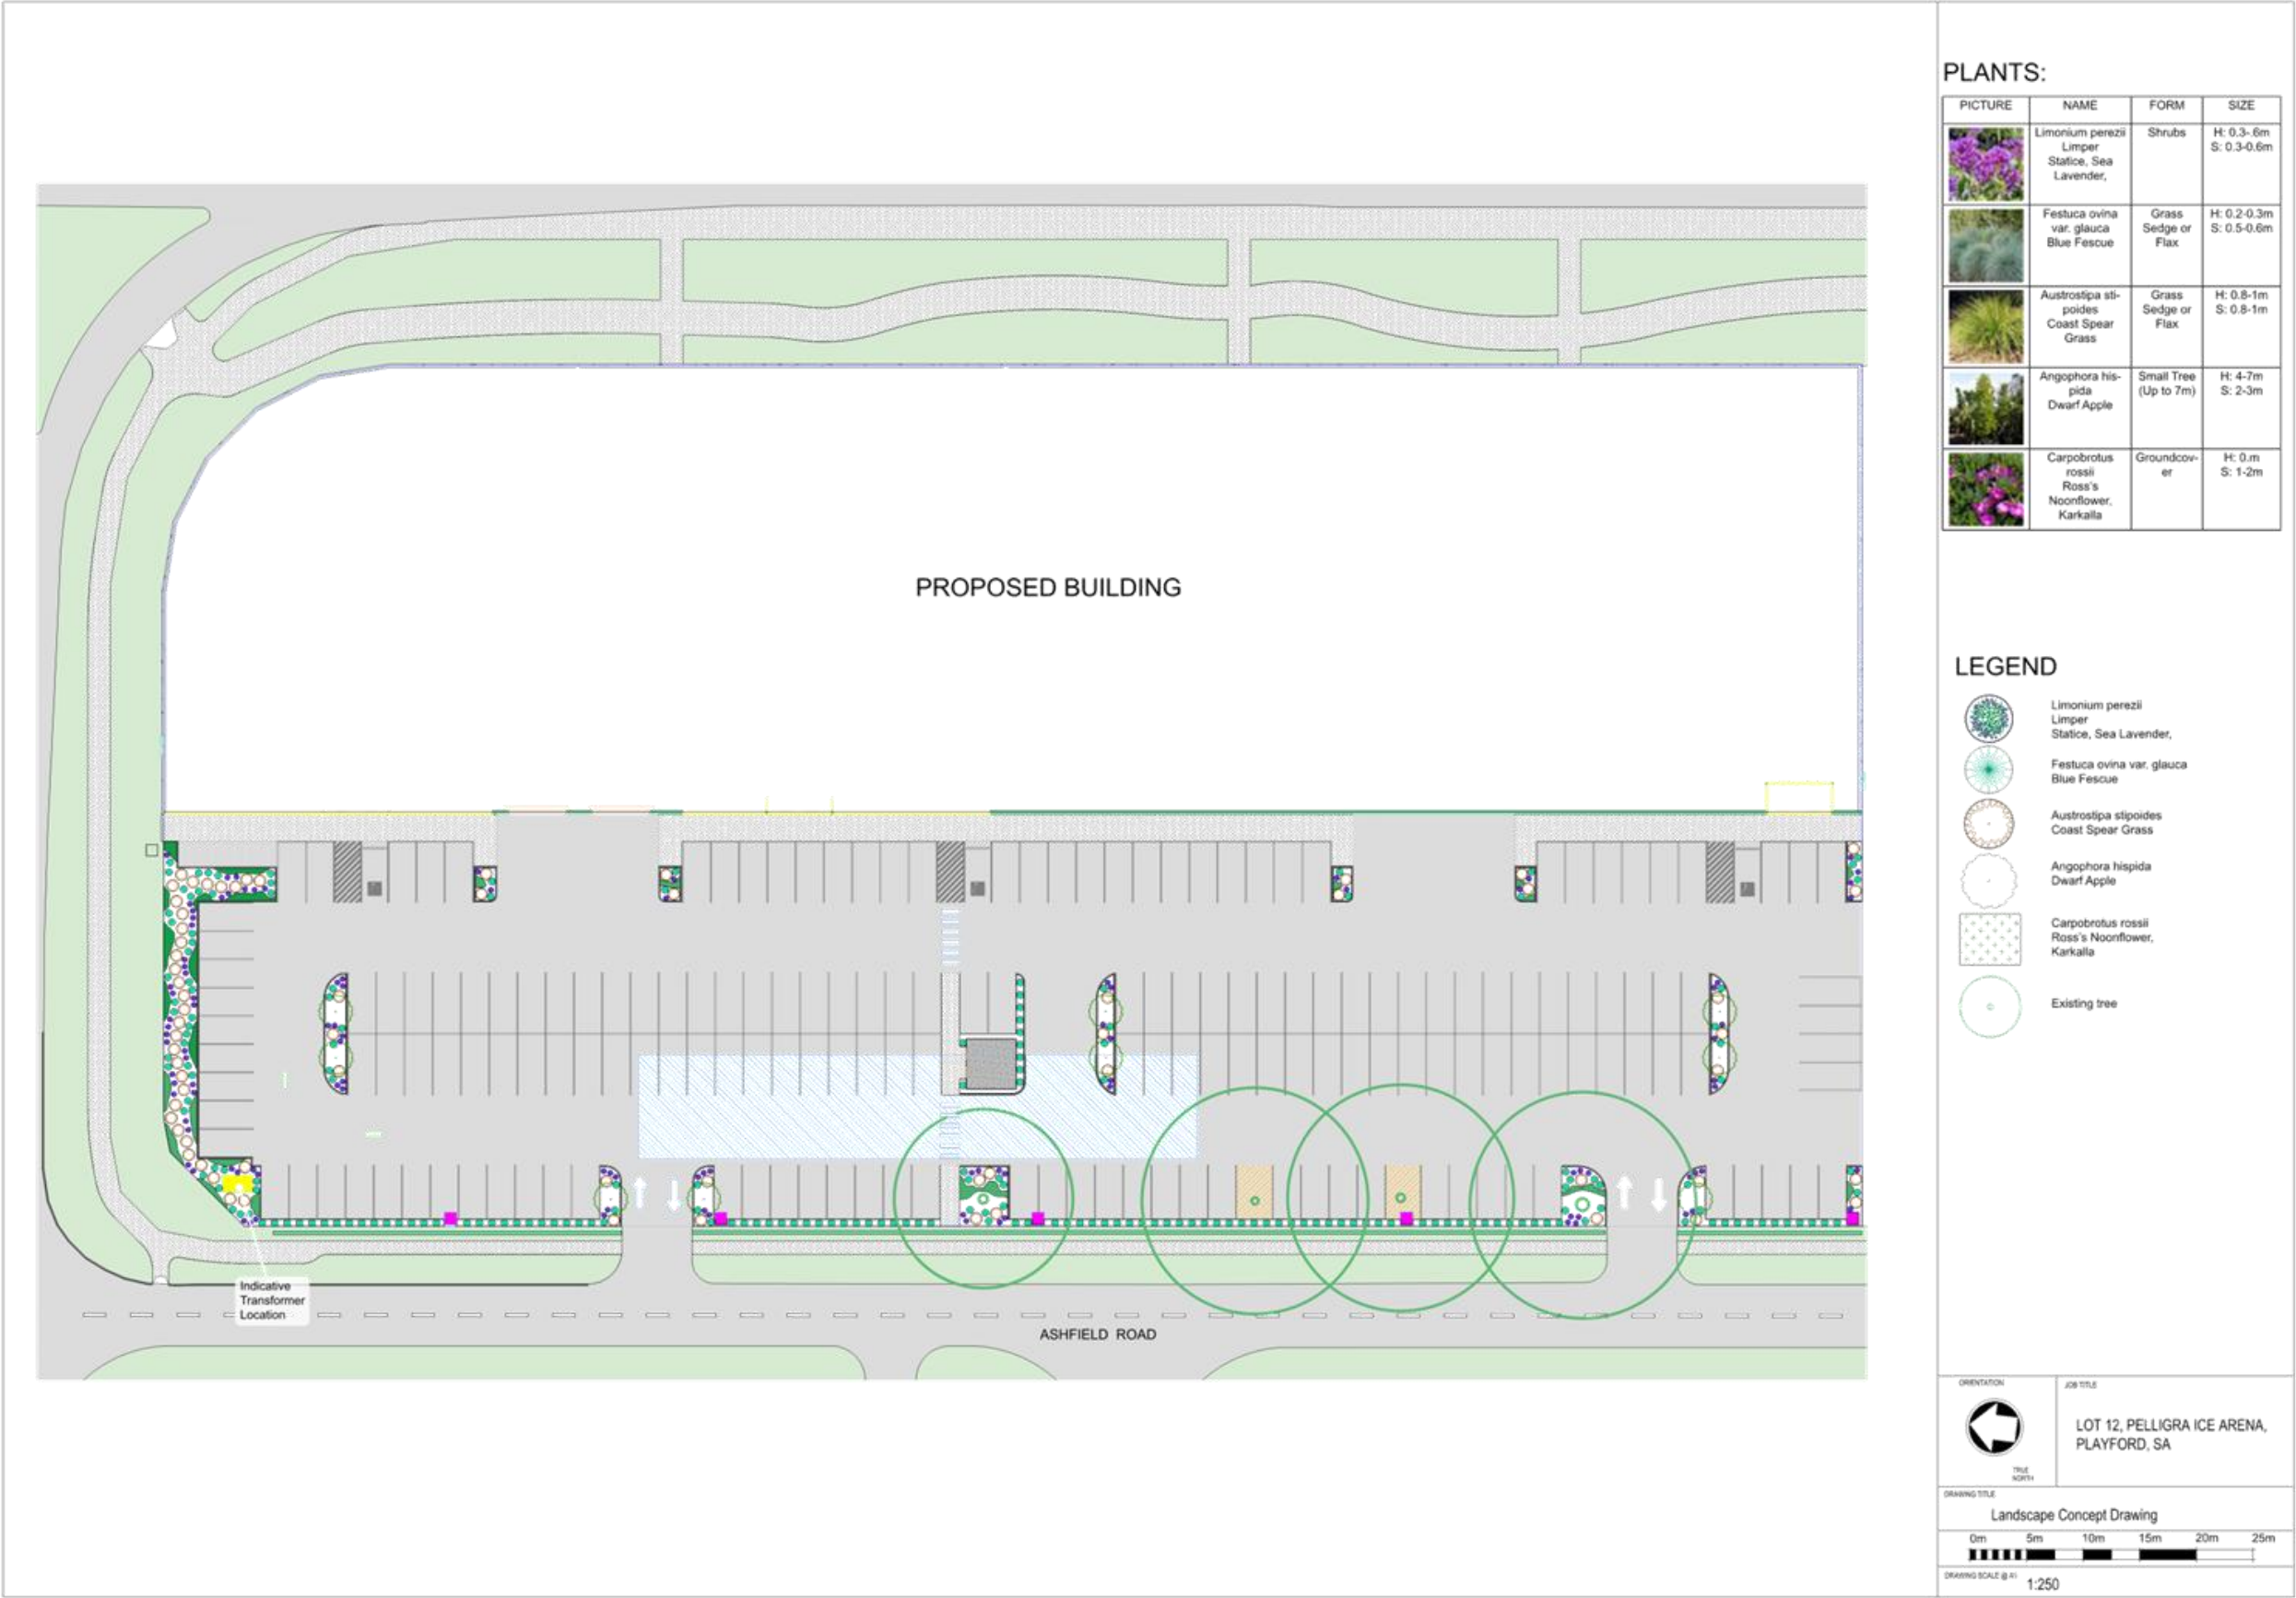 PROPOSED BUILDING
Indicative
Transformer
Location
ASHFIELD ROAD
PLANTS:
PICTURE NAME FORM SIZE
Limonium perezii
Limper
Statice, Sea
Lavender,
Shrubs
H: 0.3-.6m
S: 0.3-0.6m
Festuca ovina
var. glauca
Blue Fescue
Grass
Sedge or
Flax
H: 0.2-0.3m
S: 0.5-0.6m
Austrostipa sti-
poides
Coast Spear
Grass
Grass
Sedge or
Flax
H: 0.8-1m
S: 0.8-1m
Angophora his-
pida
Dwarf Apple
Small Tree
(Up to 7m)
H: 4-7m
S: 2-3m
Carpobrotus
rossii
Ross's
Noonflower,
Karkalla
Groundcov-
er
H: 0.m
S: 1-2m
LEGEND
Limonium perezii
Limper
Statice, Sea Lavender,
Festuca ovina var. glauca
Blue Fescue
Austrostipa stipoides
Coast Spear Grass
Angophora hispida
Dwarf Apple
Carpobrotus rossii
Ross's Noonflower,
Karkalla
Existing tree
ORIENTATION
TRUE
NORTH
JOB TITLE
LOT 12, PELLIGRA ICE ARENA,
PLAYFORD, SA
DRAWING TITLE
Landscape Concept Drawing
0m 5m 10m 15m 20m 25m
DRAWING SCALE @ A1
1:250